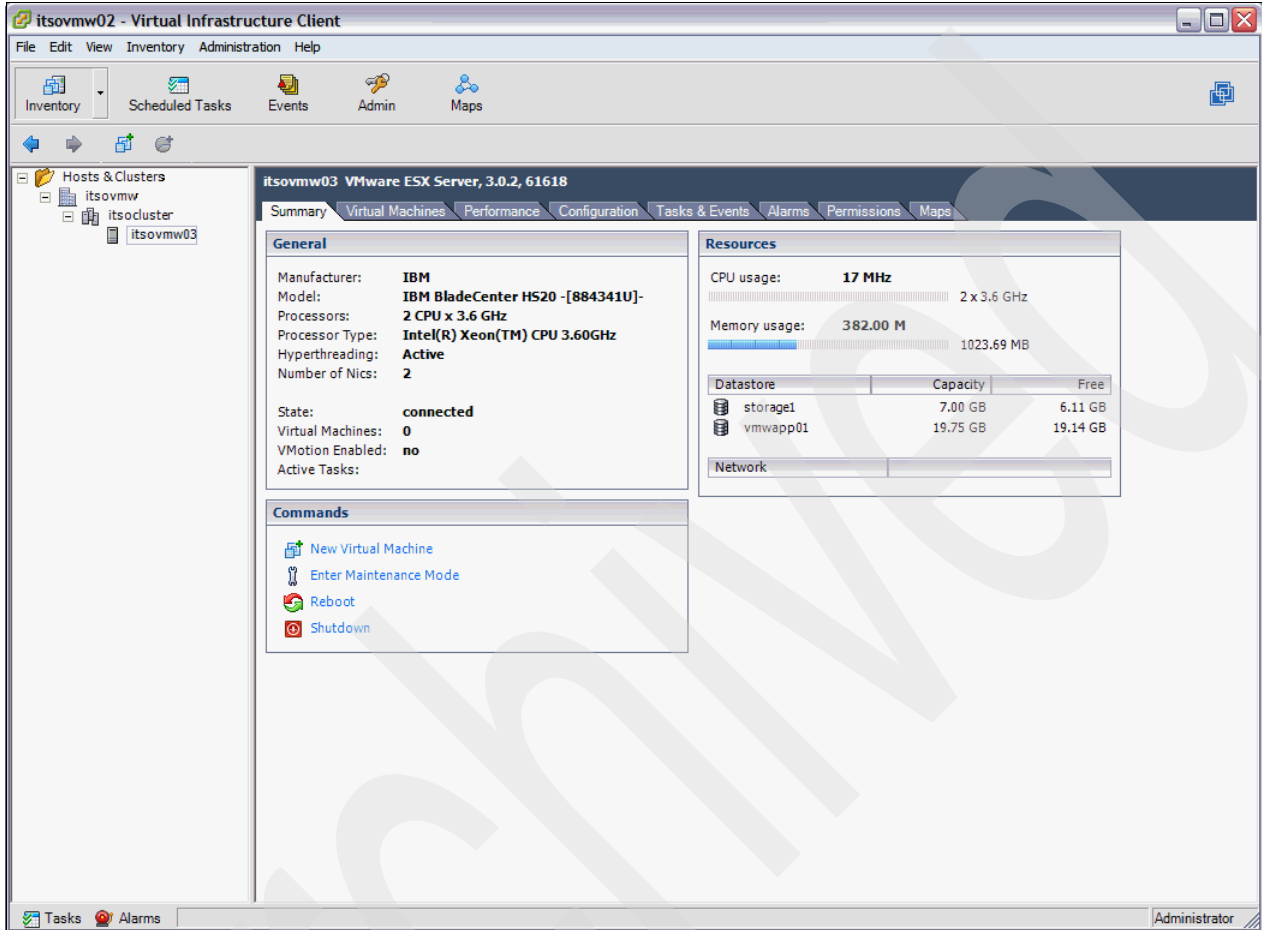 itsovmw02 - Virtual Infrastructure Client
File Edit View Inventory Administration Help
Inventory Scheduled Tasks Events Admin Maps
Hosts & Clusters
itsovmw
itsocluster
itsovmw03
itsovmw03 VMware ESX Server, 3.0.2, 61618
Summary Virtual Machines Performance Configuration Tasks & Events Alarms Permissions Maps
General
Manufacturer: IBM
Model: IBM BladeCenter HS20 -[884341U]-
Processors: 2 CPU x 3.6 GHz
Processor Type: Intel(R) Xeon(TM) CPU 3.60GHz
Hyperthreading: Active
Number of Nics: 2
State: connected
Virtual Machines: 0
VMotion Enabled: no
Active Tasks:
Commands
New Virtual Machine
Enter Maintenance Mode
Reboot
Shutdown
Resources
CPU usage: 17 MHz
2 x 3.6 GHz
Memory usage: 382.00 M
1023.69 MB
Datastore Capacity Free
storage1 7.00 GB 6.11 GB
vmwapp01 19.75 GB 19.14 GB
Network
Tasks Alarms Administrator
chived